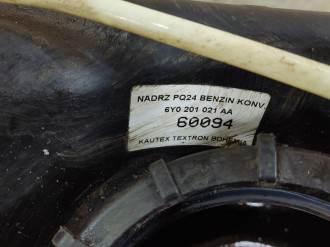 NADRZ PQ24 BENZIN KONV.
6Y0 201 021 AA
60094
KAUTEX TEXTRON BOHEMIA